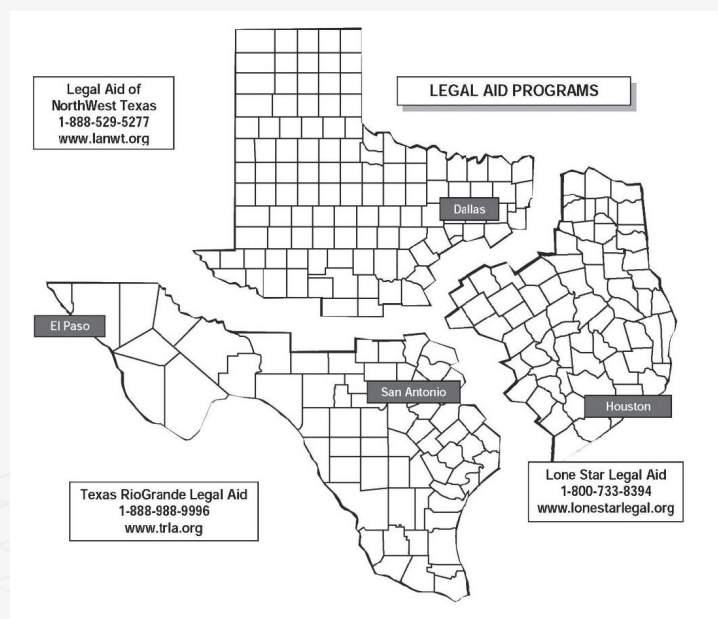 Legal Aid of
NorthWest Texas
1-888-529-5277
www.lanwt.org
LEGAL AID PROGRAMS
Dallas
El Paso
San Antonio
Houston
Texas RioGrande Legal Aid
1-888-988-9996
www.trla.org
Lone Star Legal Aid
1-800-733-8394
www.lonestarlegal.org